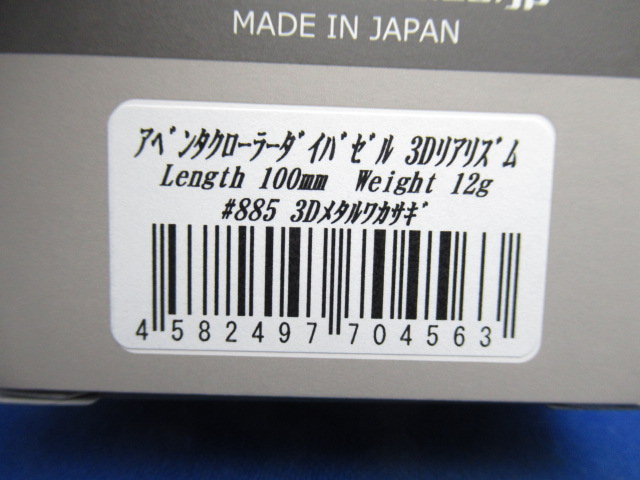 MADE IN JAPAN
ｱﾍﾞﾝﾀｸﾛｰﾗｰﾀﾞｲﾊﾞｾﾞﾙ 3Dﾘｱﾘｽﾞﾑ
Length 100mm Weight 12g
#885 3Dﾒﾀﾙﾜｶｻｷﾞ
4 582497 704563